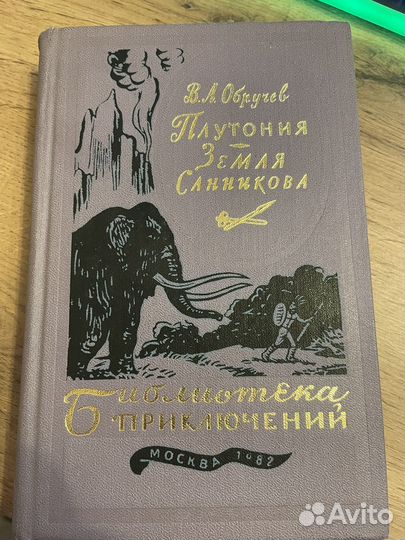 В.А.Обручев
Плутония
Земля
Санникова
Библиотека
приключений
МОСКВА 1982
Avito